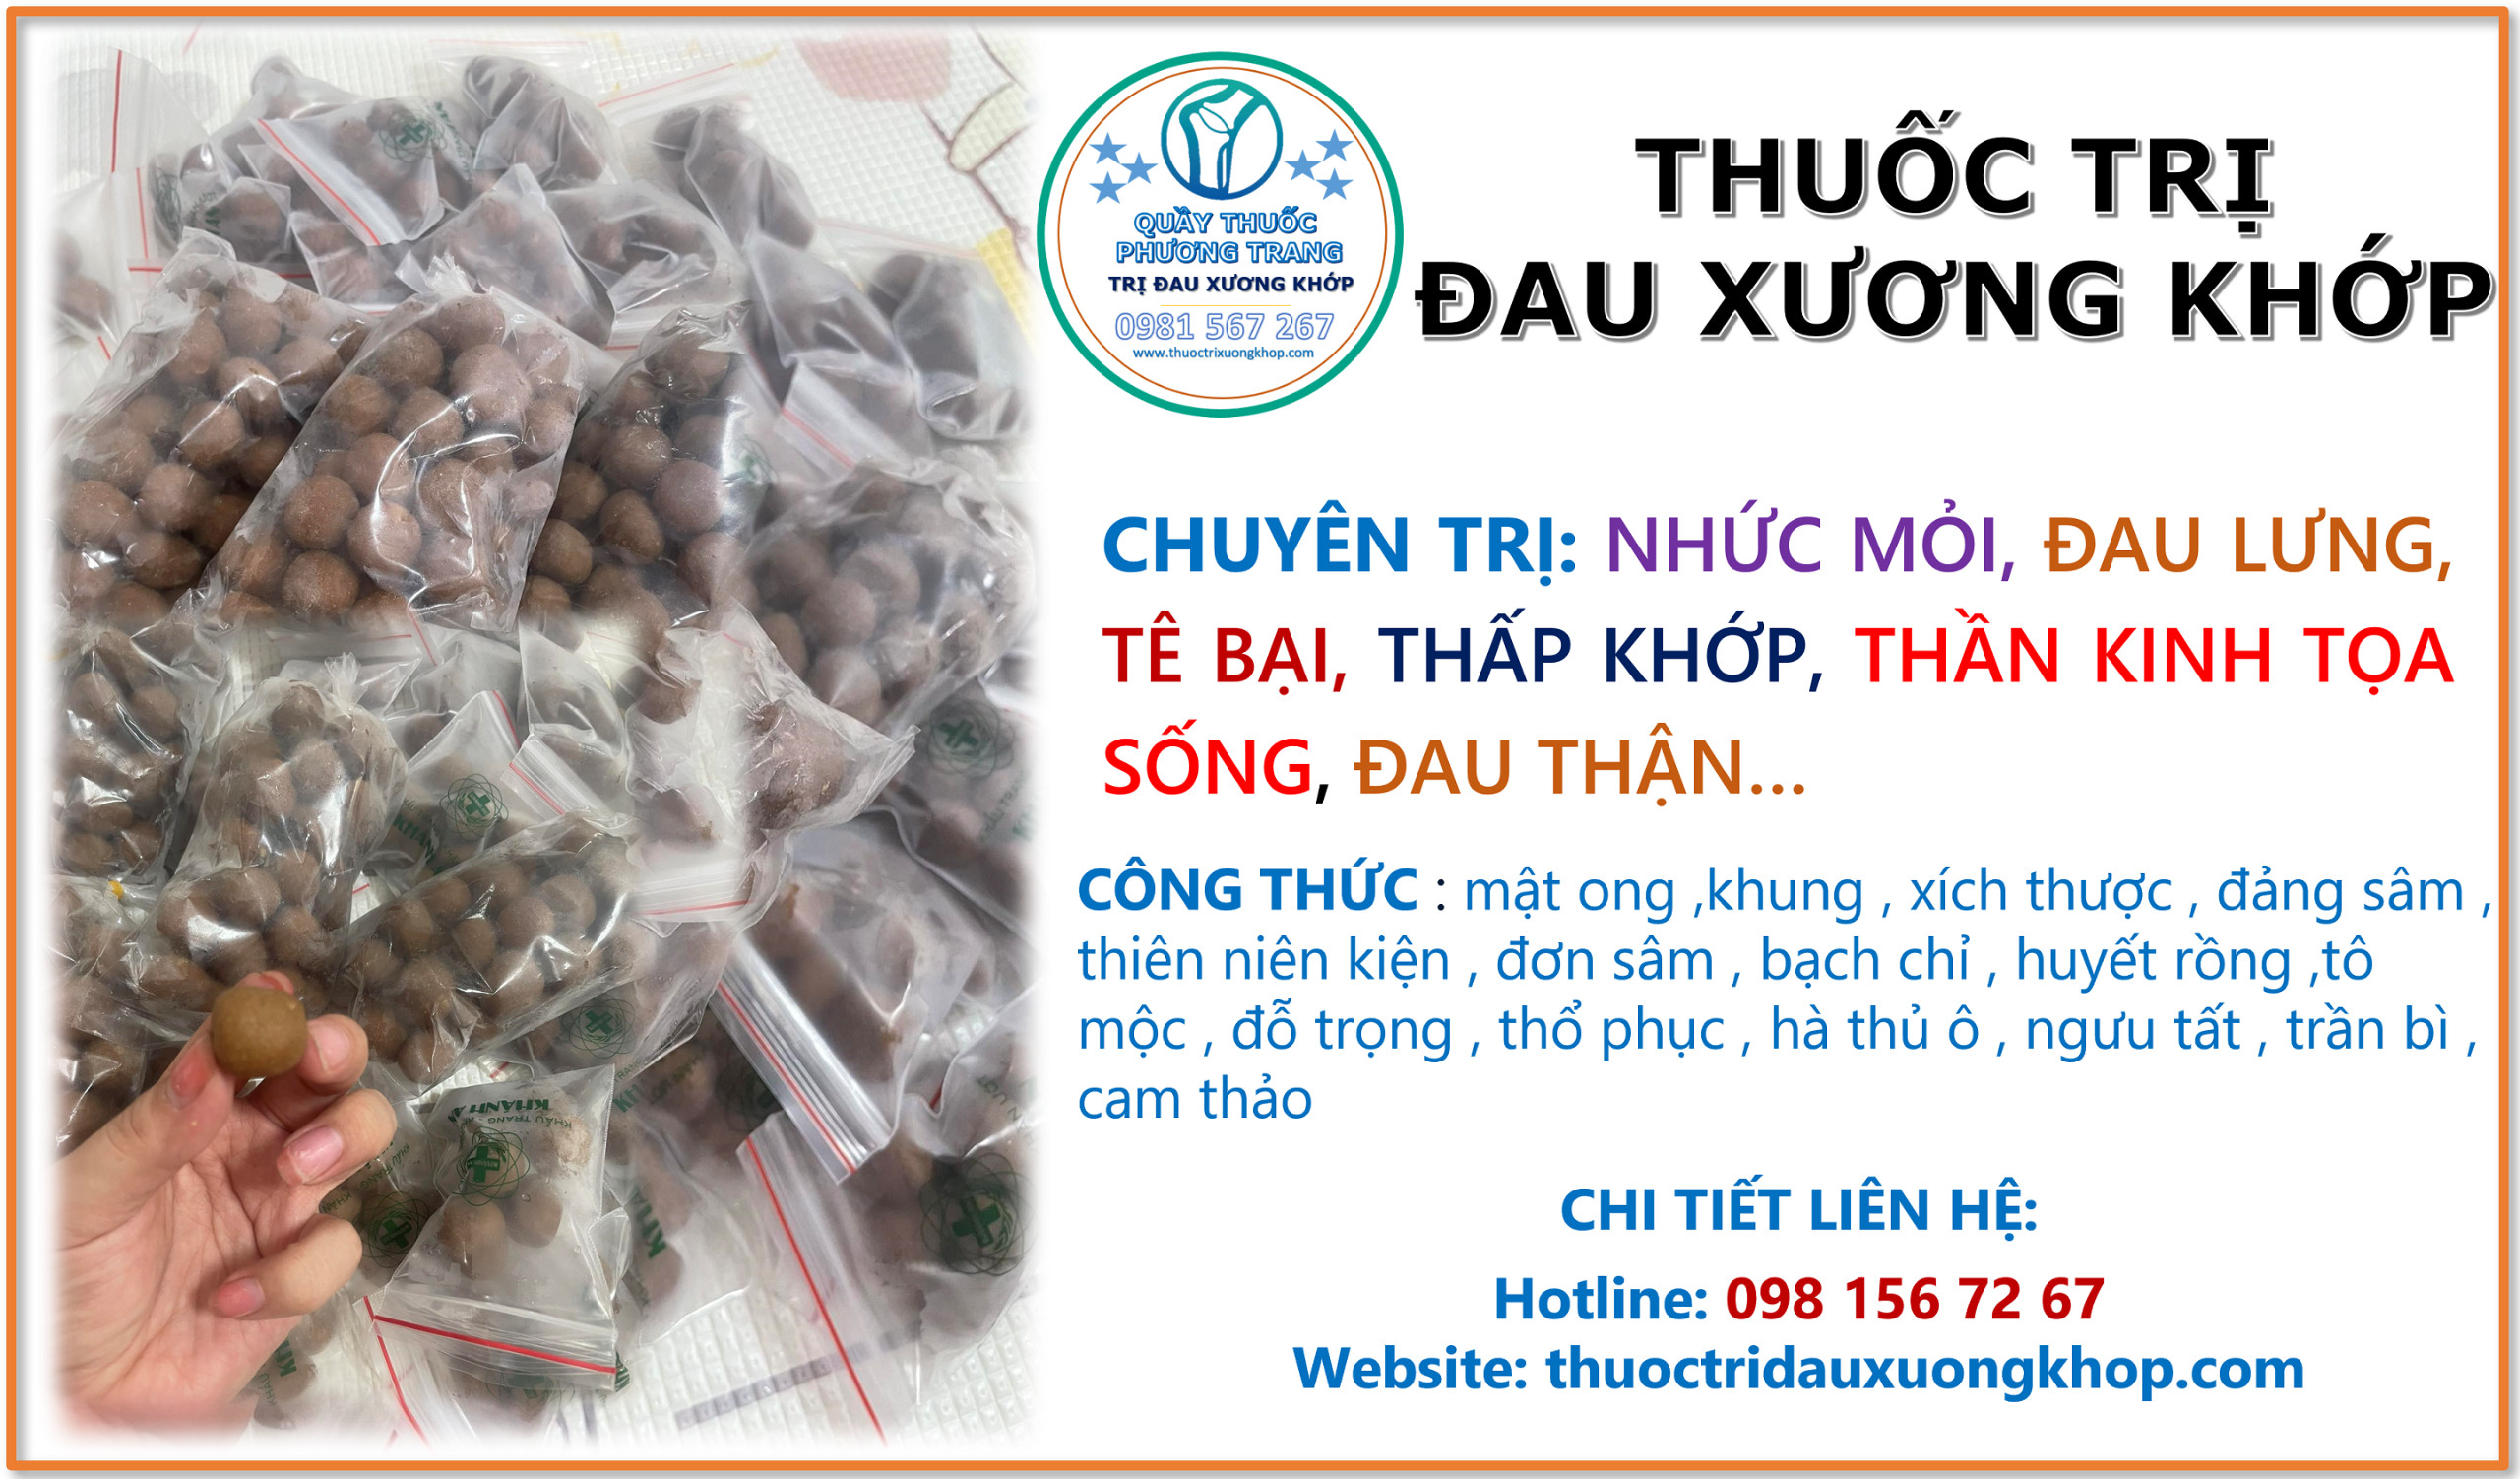 QUẦY THUỐC
PHƯƠNG TRANG
TRỊ ĐAU XƯƠNG KHỚP
0981 567 267
www.thuoctrixuongkhop.com
THUỐC TRỊ
ĐAU XƯƠNG KHỚP
CHUYÊN TRỊ: NHỨC MỎI, ĐAU LƯNG,
TÊ BẠI, THẤP KHỚP, THẦN KINH TỌA
SỐNG, ĐAU THẬN...
CÔNG THỨC : mật ong ,khung , xích thược , đảng sâm ,
thiên niên kiện , đơn sâm , bạch chỉ , huyết rồng ,tô
mộc , đỗ trọng , thổ phục , hà thủ ô , ngưu tất , trần bì ,
cam thảo
CHI TIẾT LIÊN HỆ:
Hotline: 098 156 72 67
Website: thuoctridauxuongkhop.com
KHẨU TRANG
KHÁNH A